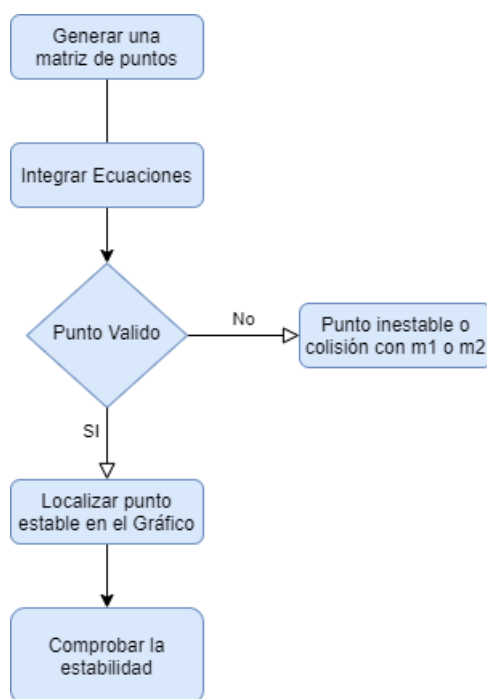 Generar una
matriz de puntos
Integrar Ecuaciones
Punto Valido
No
Punto inestable o
colisión con m1 o m2
SI
Localizar punto
estable en el Gráfico
Comprobar la
estabilidad